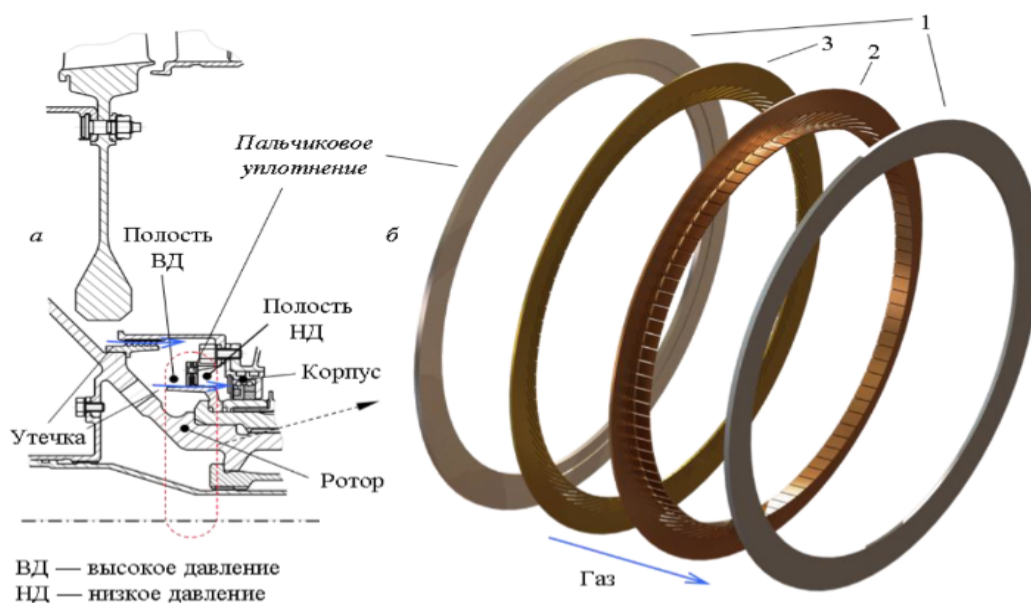 1
3
2
Пальчиковое
уплотнение
а
Полость
ВД
б
Полость
НД
Корпус
Утечка
Ротор
ВД — высокое давление
НД — низкое давление
Газ